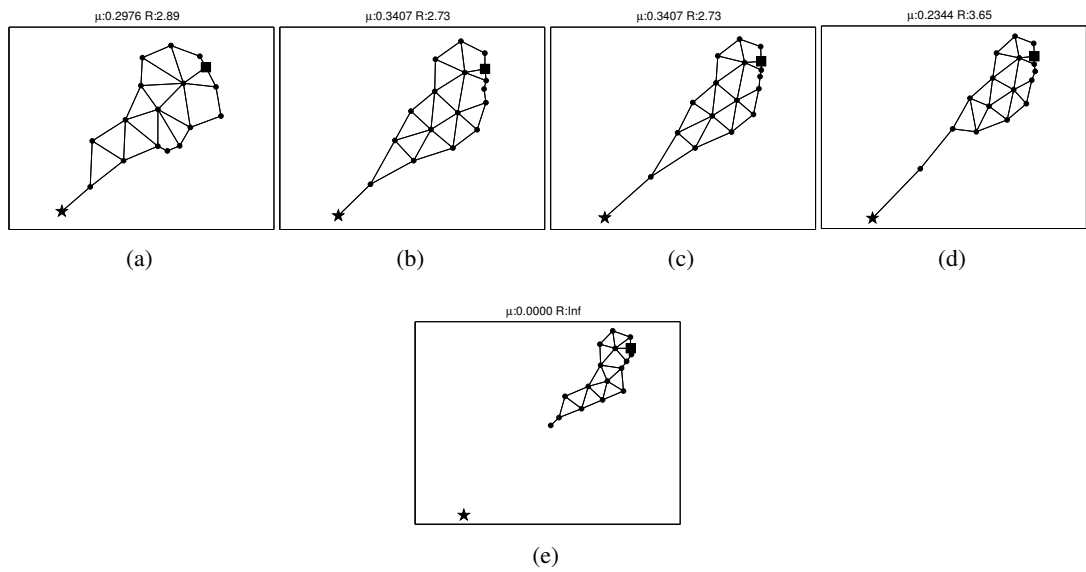 μ:0.2976 R:2.89
μ:0.3407 R:2.73
μ:0.3407 R:2.73
μ:0.2344 R:3.65
(a)
(b)
(c)
(d)
μ:0.0000 R:Inf
(e)